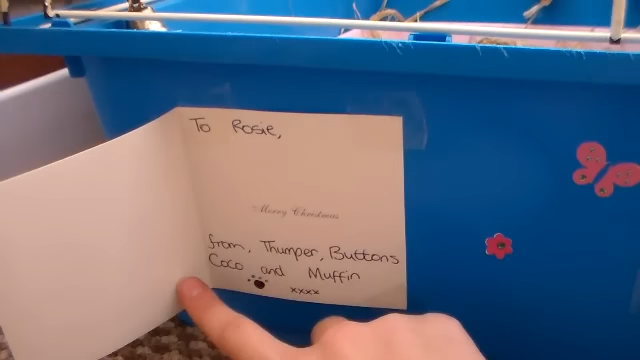 To Rosie,
Merry Christmas
from, Thumper, Buttons
Coco and Muffin
xxxx